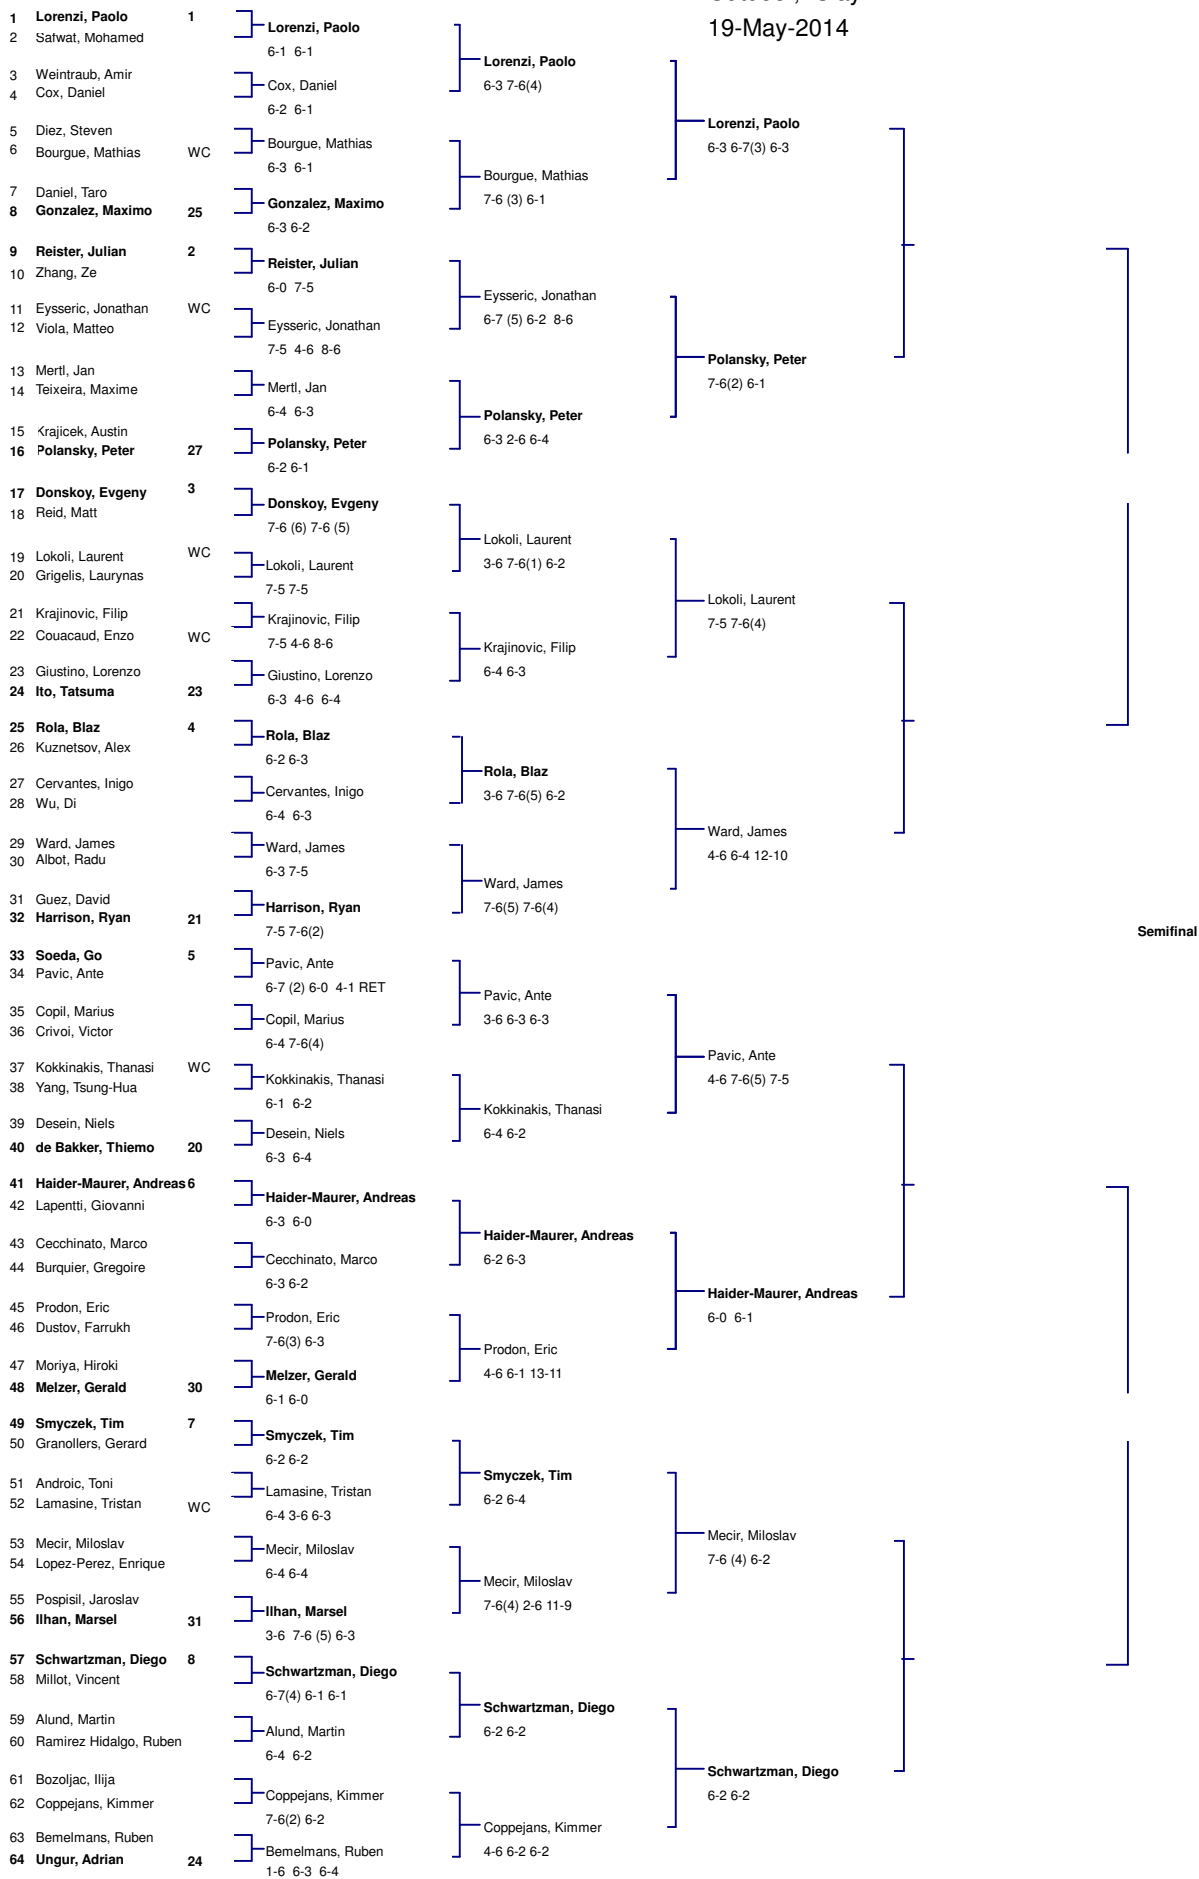 19-May-2014
1 Lorenzi, Paolo 1
2 Safwat, Mohamed
3 Weintraub, Amir
4 Cox, Daniel
5 Diez, Steven
6 Bourgue, Mathias WC
7 Daniel, Taro
8 Gonzalez, Maximo 25
9 Reister, Julian 2
10 Zhang, Ze
11 Eysseric, Jonathan WC
12 Viola, Matteo
13 Mertl, Jan
14 Teixeira, Maxime
15 Krajicek, Austin
16 Polansky, Peter 27
17 Donskoy, Evgeny 3
18 Reid, Matt
19 Lokoli, Laurent WC
20 Grigelis, Laurynas
21 Krajinovic, Filip
22 Couacaud, Enzo WC
23 Giustino, Lorenzo
24 Ito, Tatsuma 23
25 Rola, Blaz 4
26 Kuznetsov, Alex
27 Cervantes, Inigo
28 Wu, Di
29 Ward, James
30 Albot, Radu
31 Guez, David
32 Harrison, Ryan 21
33 Soeda, Go 5
34 Pavic, Ante
35 Copil, Marius
36 Crivoi, Victor
37 Kokkinakis, Thanasi WC
38 Yang, Tsung-Hua
39 Desein, Niels
40 de Bakker, Thiemo 20
41 Haider-Maurer, Andreas 6
42 Lapentti, Giovanni
43 Cecchinato, Marco
44 Burquier, Gregoire
45 Prodon, Eric
46 Dustov, Farrukh
47 Moriya, Hiroki
48 Melzer, Gerald 30
49 Smyczek, Tim 7
50 Granollers, Gerard
51 Androic, Toni
52 Lamasine, Tristan WC
53 Mecir, Miloslav
54 Lopez-Perez, Enrique
55 Pospisil, Jaroslav
56 Ilhan, Marsel 31
57 Schwartzman, Diego 8
58 Millot, Vincent
59 Alund, Martin
60 Ramirez Hidalgo, Ruben
61 Bozoljac, Ilija
62 Coppejans, Kimmer
63 Bemelmans, Ruben
64 Ungur, Adrian 24
Lorenzi, Paolo
6-1 6-1
Cox, Daniel
6-2 6-1
Bourgue, Mathias
6-3 6-1
Gonzalez, Maximo
6-3 6-2
Reister, Julian
6-0 7-5
Eysseric, Jonathan
7-5 4-6 8-6
Mertl, Jan
6-4 6-3
Polansky, Peter
6-2 6-1
Donskoy, Evgeny
7-6 (6) 7-6 (5)
Lokoli, Laurent
7-5 7-5
Krajinovic, Filip
7-5 4-6 8-6
Giustino, Lorenzo
6-3 4-6 6-4
Rola, Blaz
6-2 6-3
Cervantes, Inigo
6-4 6-3
Ward, James
6-3 7-5
Harrison, Ryan
7-5 7-6(2)
Pavic, Ante
6-7 (2) 6-0 4-1 RET
Copil, Marius
6-4 7-6(4)
Kokkinakis, Thanasi
6-1 6-2
Desein, Niels
6-3 6-4
Haider-Maurer, Andreas
6-3 6-0
Cecchinato, Marco
6-3 6-2
Prodon, Eric
7-6(3) 6-3
Melzer, Gerald
6-1 6-0
Smyczek, Tim
6-2 6-2
Lamasine, Tristan
6-4 3-6 6-3
Mecir, Miloslav
6-4 6-4
Ilhan, Marsel
3-6 7-6 (5) 6-3
Schwartzman, Diego
6-7(4) 6-1 6-1
Alund, Martin
6-4 6-2
Coppejans, Kimmer
7-6(2) 6-2
Bemelmans, Ruben
1-6 6-3 6-4
Lorenzi, Paolo
6-3 7-6(4)
Bourgue, Mathias
7-6 (3) 6-1
Eysseric, Jonathan
6-7 (5) 6-2 8-6
Polansky, Peter
6-3 2-6 6-4
Lokoli, Laurent
3-6 7-6(1) 6-2
Krajinovic, Filip
6-4 6-3
Rola, Blaz
3-6 7-6(5) 6-2
Ward, James
7-6(5) 7-6(4)
Pavic, Ante
3-6 6-3 6-3
Kokkinakis, Thanasi
6-4 6-2
Haider-Maurer, Andreas
6-2 6-3
Prodon, Eric
4-6 6-1 13-11
Smyczek, Tim
6-2 6-4
Mecir, Miloslav
7-6(4) 2-6 11-9
Schwartzman, Diego
6-2 6-2
Coppejans, Kimmer
4-6 6-2 6-2
Lorenzi, Paolo
6-3 6-7(3) 6-3
Polansky, Peter
7-6(2) 6-1
Lokoli, Laurent
7-5 7-6(4)
Ward, James
4-6 6-4 12-10
Pavic, Ante
4-6 7-6(5) 7-5
Haider-Maurer, Andreas
6-0 6-1
Mecir, Miloslav
7-6 (4) 6-2
Schwartzman, Diego
6-2 6-2
Semifinal